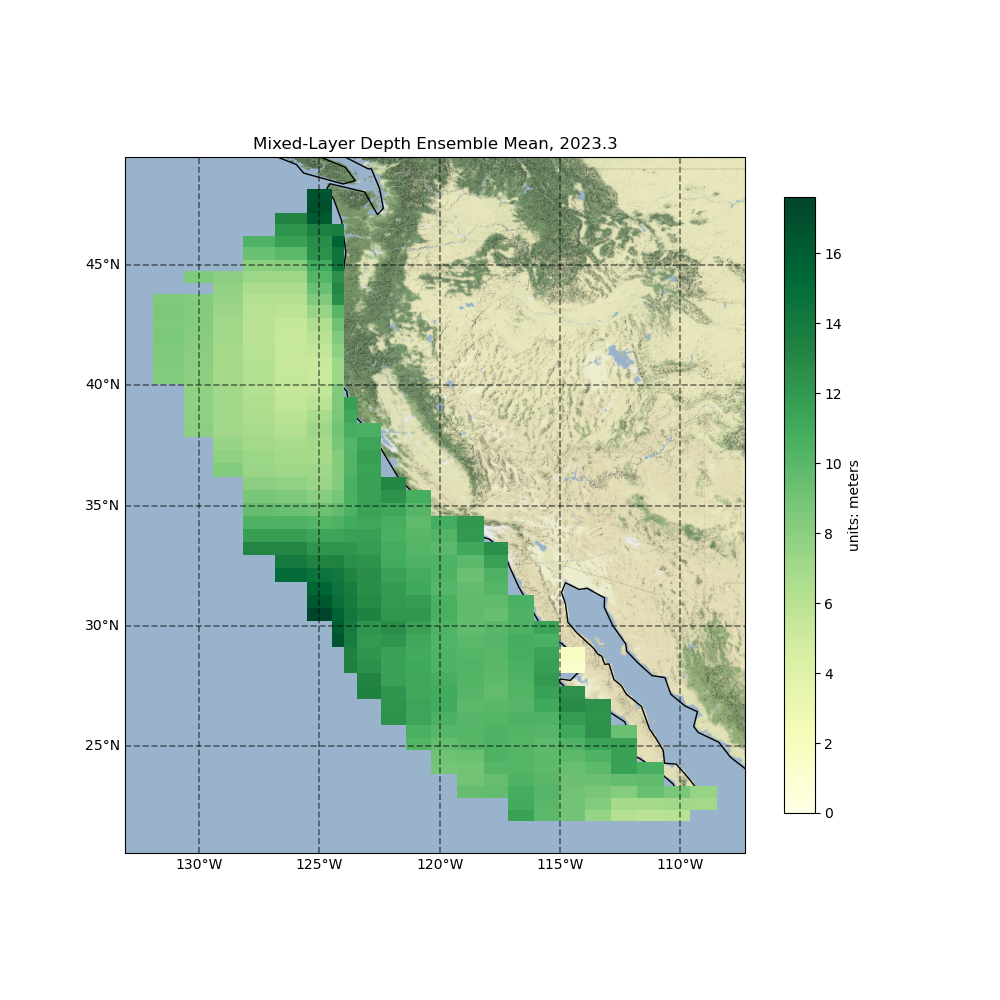 Mixed-Layer Depth Ensemble Mean, 2023.3
45°N
40°N
35°N
30°N
25°N
130°W
125°W
120°W
115°W
110°W
16
14
12
10
8
6
4
2
0
units: meters